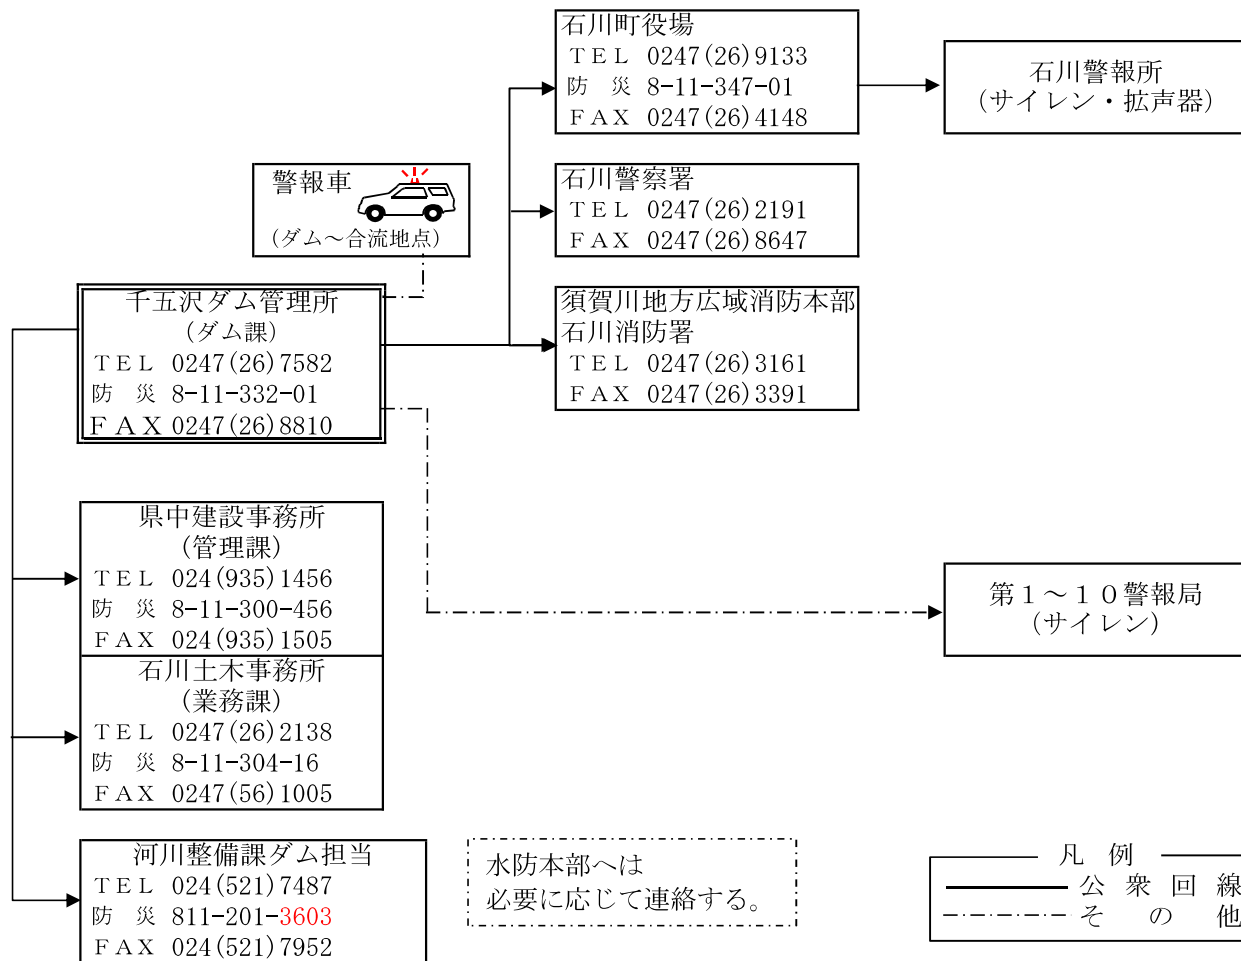 石川町役場
ＴＥＬ 0247(26)9133
防　災 8-11-347-01
ＦＡＸ 0247(26)4148
石川警報所
(サイレン・拡声器)
警報車
(ダム～合流地点)
石川警察署
ＴＥＬ 0247(26)2191
ＦＡＸ 0247(26)8647
千五沢ダム管理所
(ダム課)
ＴＥＬ 0247(26)7582
防　災 8-11-332-01
ＦＡＸ 0247(26)8810
須賀川地方広域消防本部
石川消防署
ＴＥＬ 0247(26)3161
ＦＡＸ 0247(26)3391
県中建設事務所
(管理課)
ＴＥＬ 024(935)1456
防　災 8-11-300-456
ＦＡＸ 024(935)1505
第１～１０警報局
(サイレン)
石川土木事務所
(業務課)
ＴＥＬ 0247(26)2138
防　災 8-11-304-16
ＦＡＸ 0247(56)1005
河川整備課ダム担当
ＴＥＬ 024(521)7487
防　災 811-201-3603
ＦＡＸ 024(521)7952
水防本部へは
必要に応じて連絡する。
凡　例
公　衆　回　線
そ　の　他